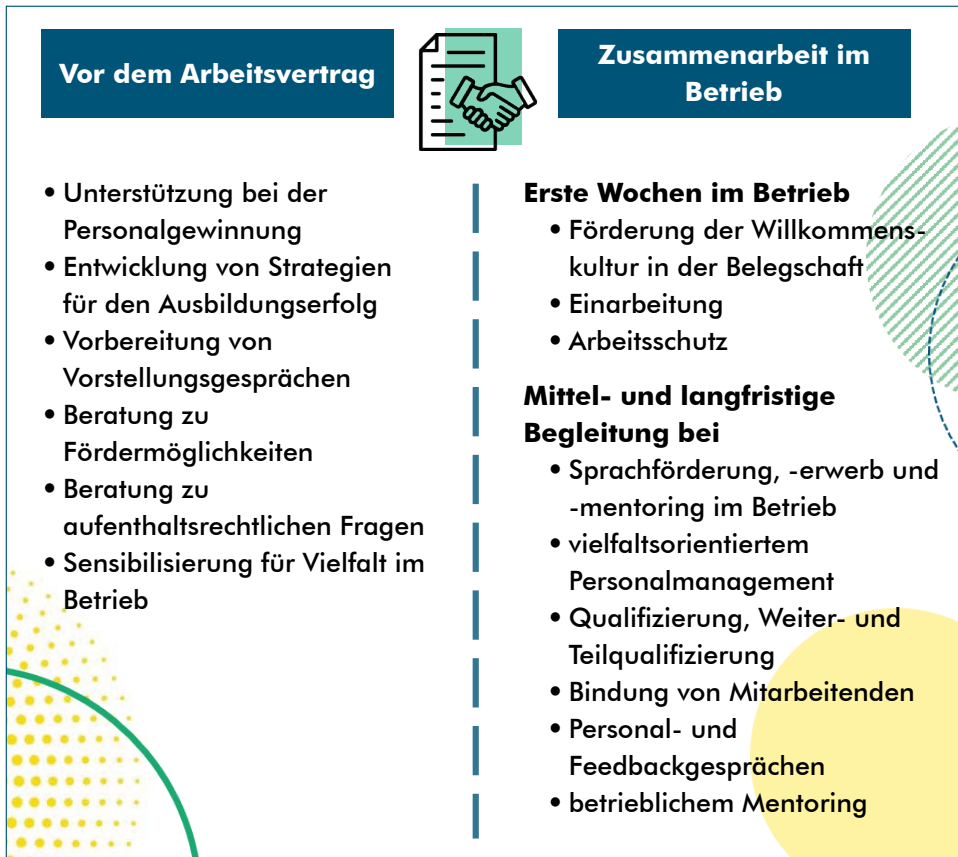 Vor dem Arbeitsvertrag
• Unterstützung bei der
Personalgewinnung
• Entwicklung von Strategien
für den Ausbildungserfolg
• Vorbereitung von
Vorstellungsgesprächen
• Beratung zu
Fördermöglichkeiten
• Beratung zu
aufenthaltsrechtlichen Fragen
• Sensibilisierung für Vielfalt im
Betrieb
Zusammenarbeit im
Betrieb
Erste Wochen im Betrieb
• Förderung der Willkommens-
kultur in der Belegschaft
• Einarbeitung
• Arbeitsschutz
Mittel- und langfristige
Begleitung bei
• Sprachförderung, -erwerb und
-mentoring im Betrieb
• vielfaltsorientiertem
Personalmanagement
• Qualifizierung, Weiter- und
Teilqualifizierung
• Bindung von Mitarbeitenden
• Personal- und
Feedbackgesprächen
• betrieblichem Mentoring